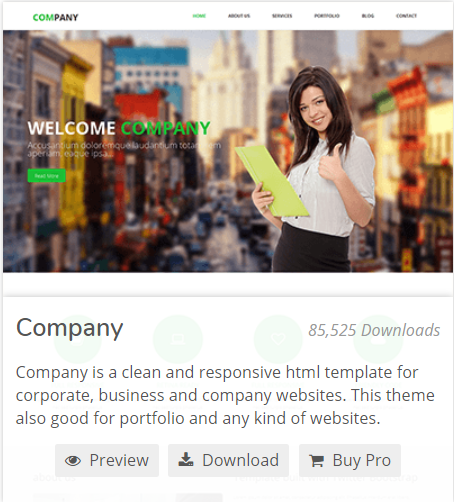 COMPANY
HOME ABOUT US SERVICES PORTFOLIO BLOG CONTACT
WELCOME COMPANY
Accusantium doloremque laudantium totam rem
aperiam, eaque ipsa...
Read More
Company 85,525 Downloads
Company is a clean and responsive html template for
corporate, business and company websites. This theme
also good for portfolio and any kind of websites.
Preview Download Buy Pro